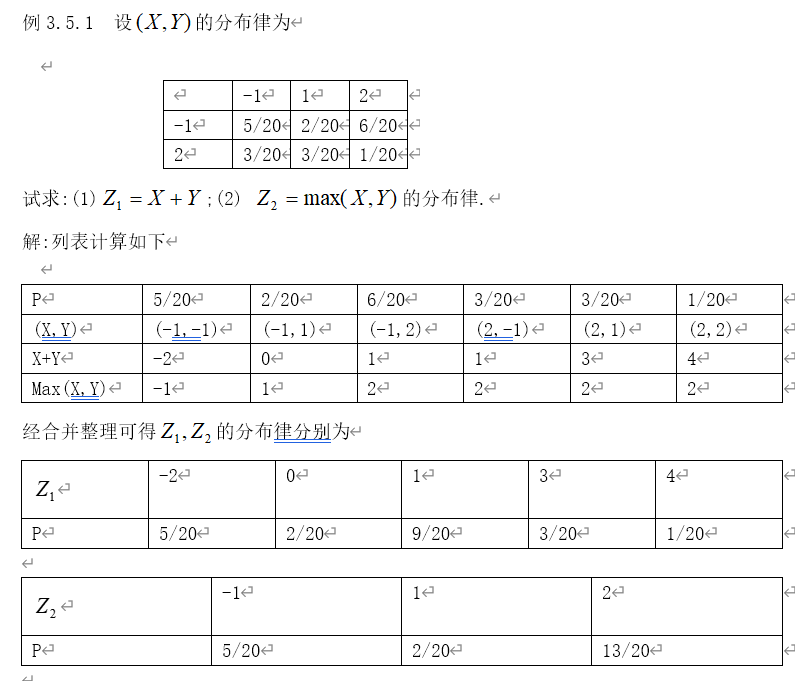 例 3.5.1 设(X,Y)的分布律为↵
↵
↵ -1↵ 1↵ 2↵ ↵
-1↵ 5/20↵ 2/20↵ 6/20↵ ↵
2↵ 3/20↵ 3/20↵ 1/20↵ ↵
试求:(1) Z₁ = X + Y ;(2) Z₂ = max( X,Y) 的分布律.↵
解:列表计算如下↵
↵
P↵ 5/20↵ 2/20↵ 6/20↵ 3/20↵ 3/20↵ 1/20↵ ↵
(X,Y)↵ (-1,-1)↵ (-1,1)↵ (-1,2)↵ (2,-1)↵ (2,1)↵ (2,2)↵ ↵
X+Y↵ -2↵ 0↵ 1↵ 1↵ 3↵ 4↵ ↵
Max(X,Y)↵ -1↵ 1↵ 2↵ 2↵ 2↵ 2↵ ↵
经合并整理可得 Z₁,Z₂ 的分布律分别为↵
Z₁↵ -2↵ 0↵ 1↵ 3↵ 4↵ ↵
P↵ 5/20↵ 2/20↵ 9/20↵ 3/20↵ 1/20↵ ↵
↵
Z₂↵ -1↵ 1↵ 2↵ ↵
P↵ 5/20↵ 2/20↵ 13/20↵ ↵
↵